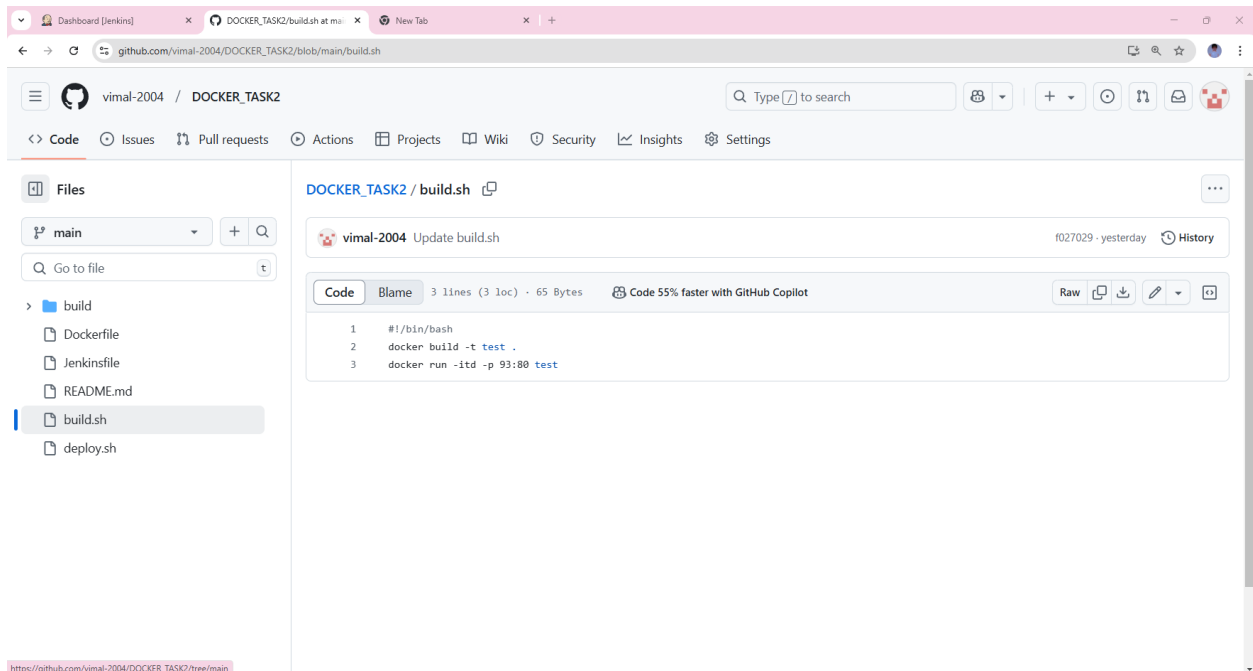 Dashboard [Jenkins]
DOCKER_TASK2/build.sh at mai
New Tab
github.com/vimal-2004/DOCKER_TASK2/blob/main/build.sh
vimal-2004 / DOCKER_TASK2
Type / to search
<> Code
Issues
Pull requests
Actions
Projects
Wiki
Security
Insights
Settings
Files
main
Go to file
t
build
Dockerfile
Jenkinsfile
README.md
build.sh
deploy.sh
DOCKER_TASK2 / build.sh
vimal-2004 Update build.sh
f027029 · yesterday
History
Code
Blame
3 lines (3 loc) · 65 Bytes
Code 55% faster with GitHub Copilot
Raw
1 #!/bin/bash
2 docker build -t test .
3 docker run -itd -p 93:80 test
https://github.com/vimal-2004/DOCKER_TASK2/tree/main